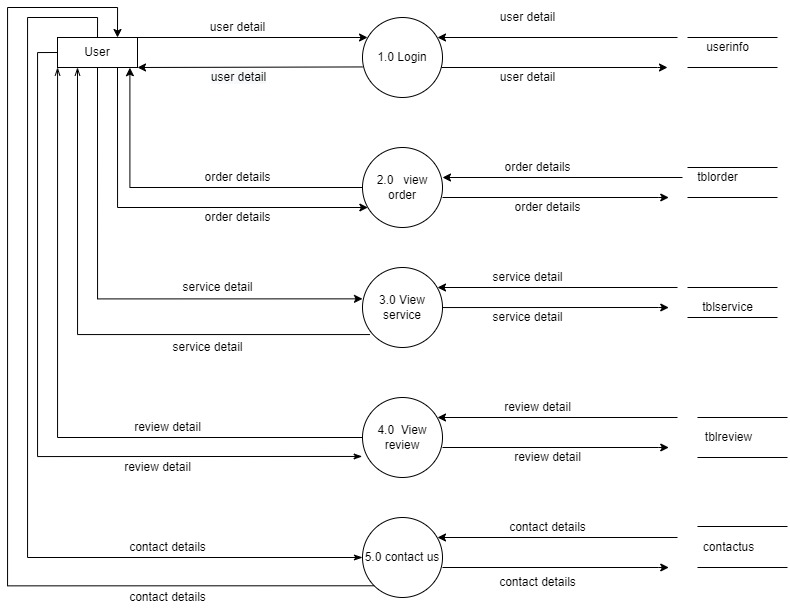 user detail
user detail
User
1.0 Login
userinfo
user detail
user detail
order details
order details
2.0 view
order
tblorder
order details
order details
service detail
service detail
3.0 View
service
tblservice
service detail
service detail
review detail
review detail
4.0 View
review
tblreview
review detail
review detail
contact details
contact details
5.0 contact us
contactus
contact details
contact details